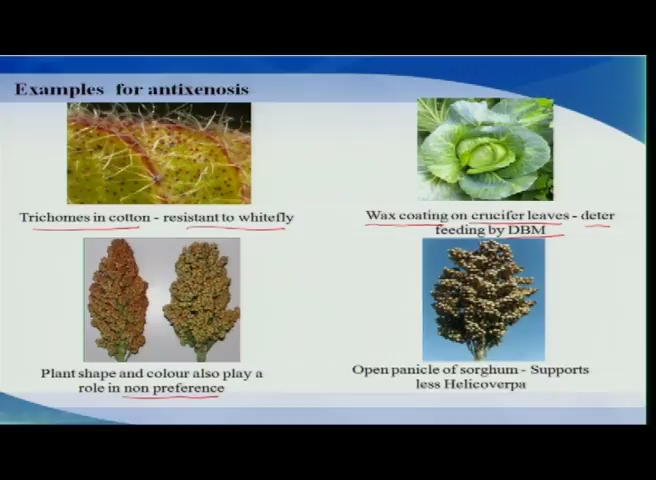 Examples for antixenosis
Trichomes in cotton - resistant to whitefly
Wax coating on crucifer leaves - deter
feeding by DBM
Plant shape and colour also play a
role in non preference
Open panicle of sorghum - Supports
less Helicoverpa